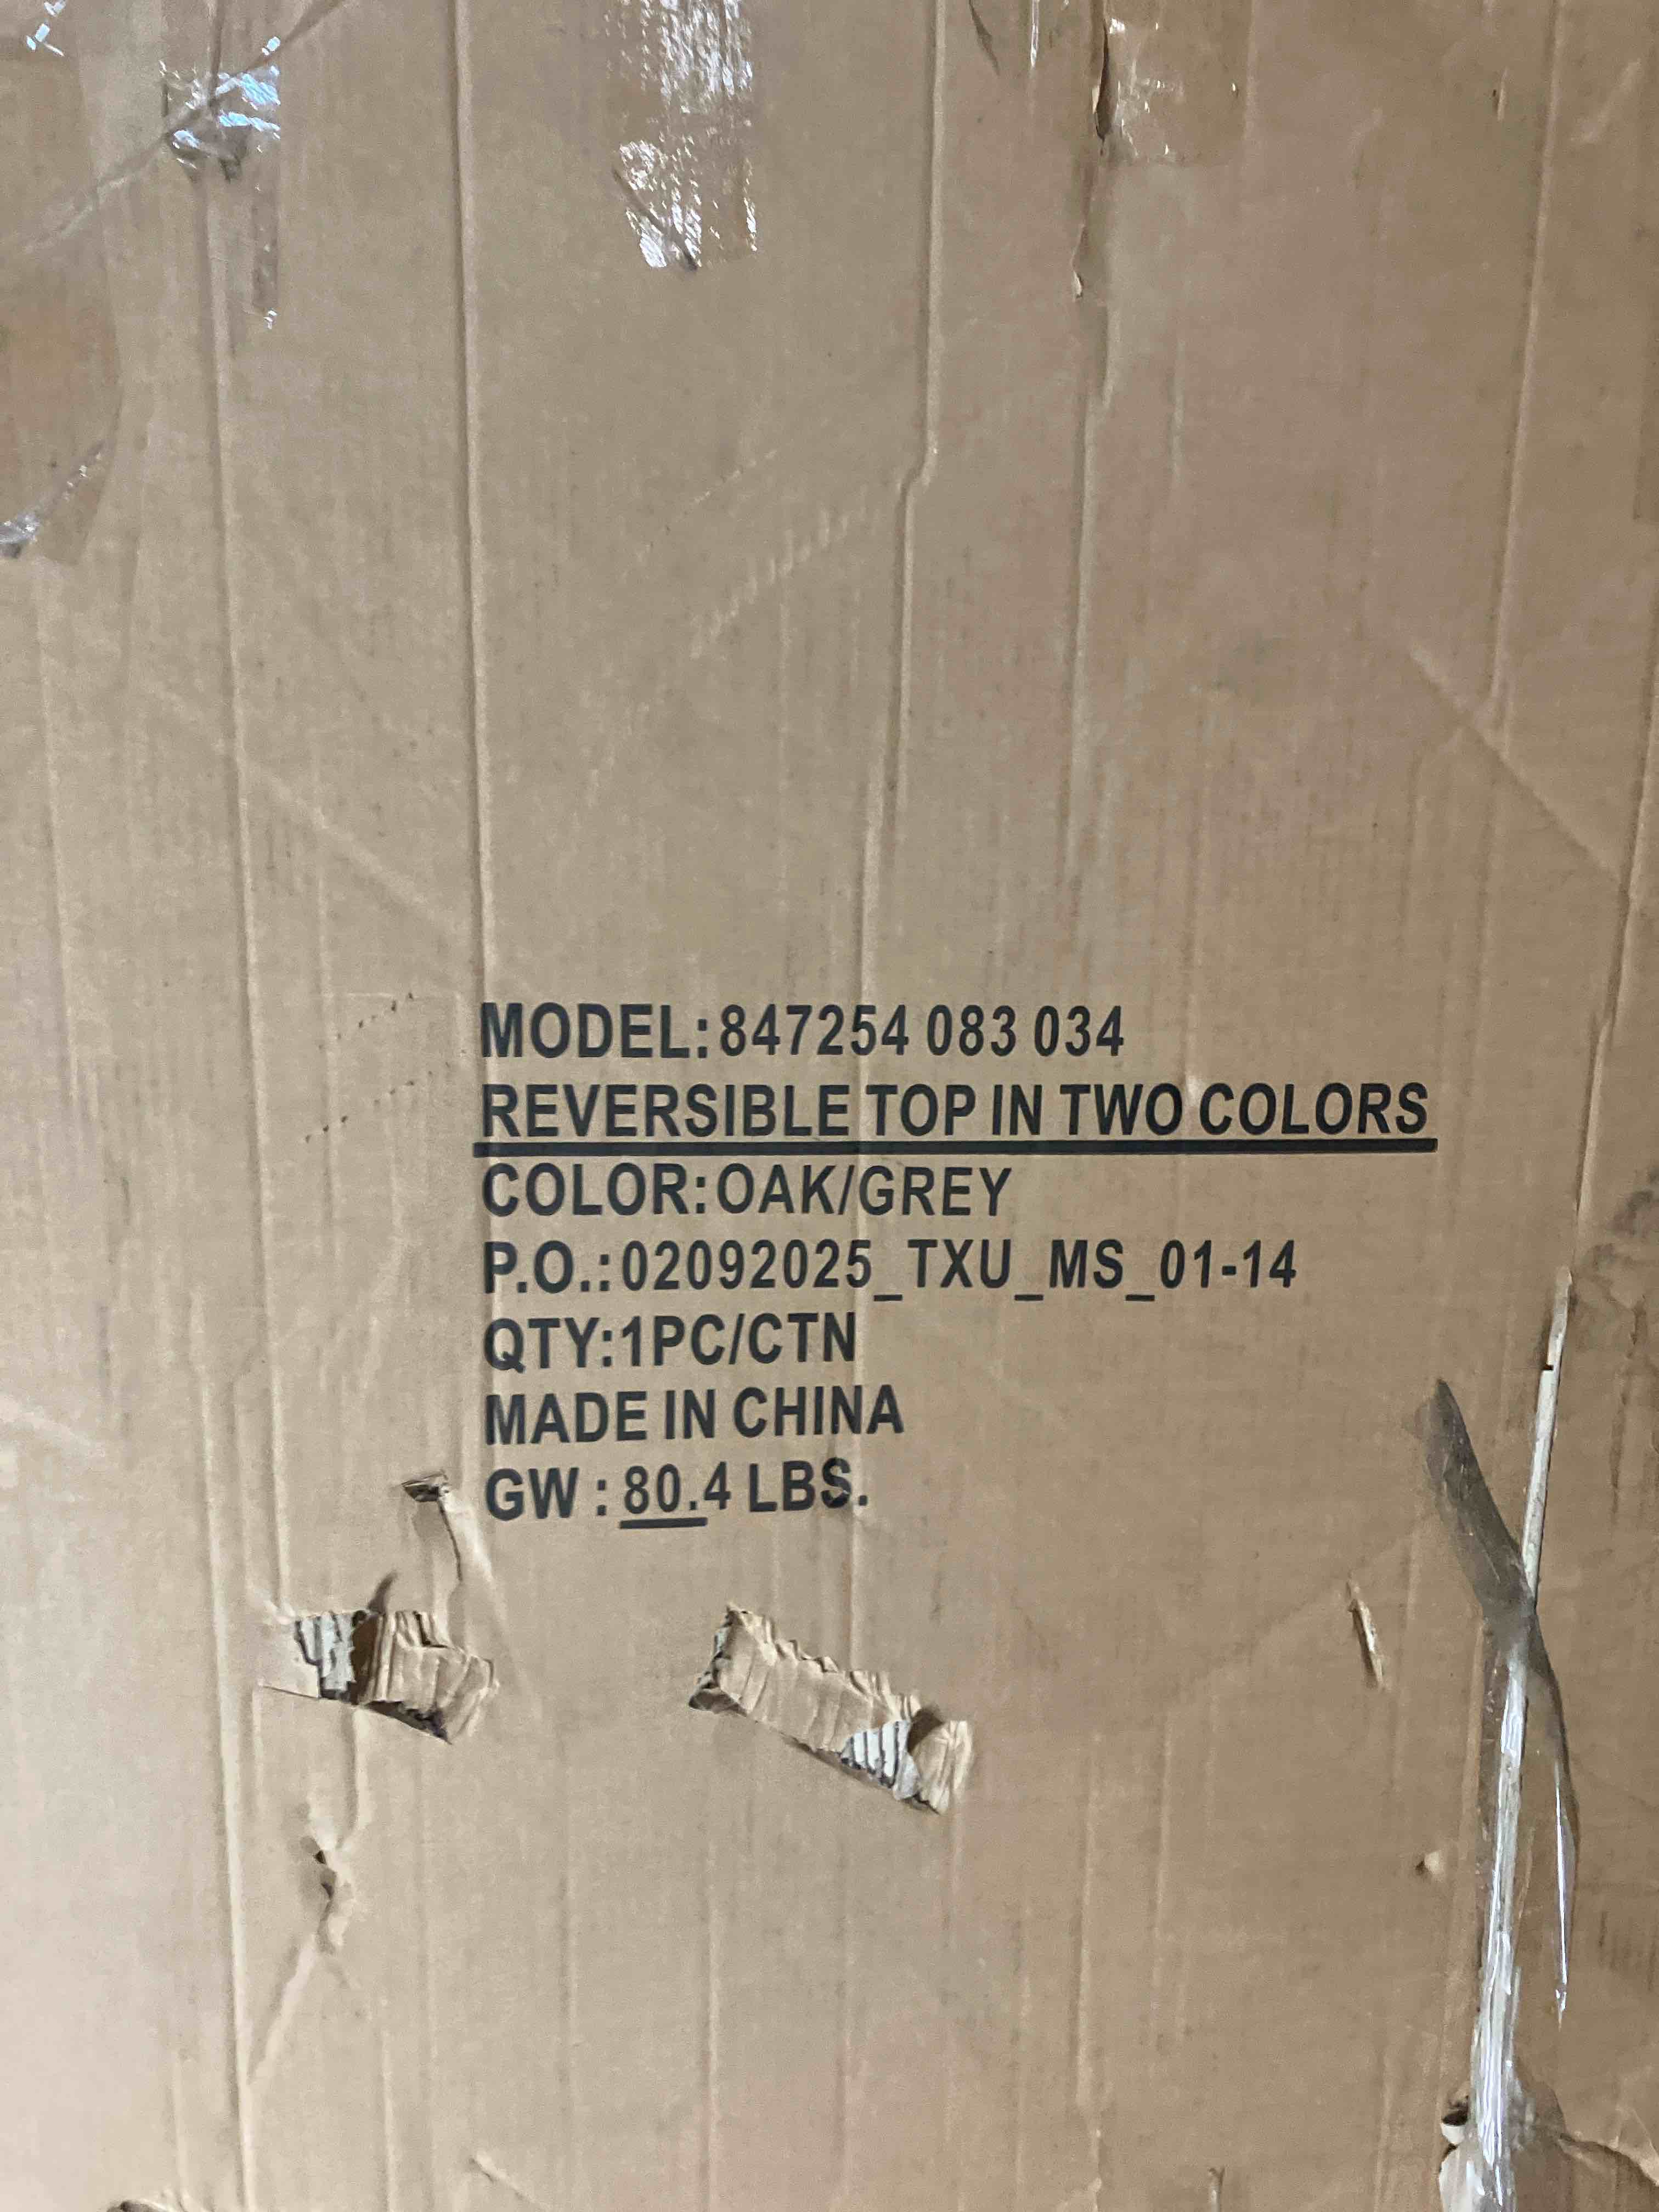 MODEL:847254 083 034
REVERSIBLE TOP IN TWO COLORS
COLOR:OAK/GREY
P.O.:02092025_TXU_MS_01-14
QTY:1PC/CTN
MADE IN CHINA
GW : 80.4 LBS.